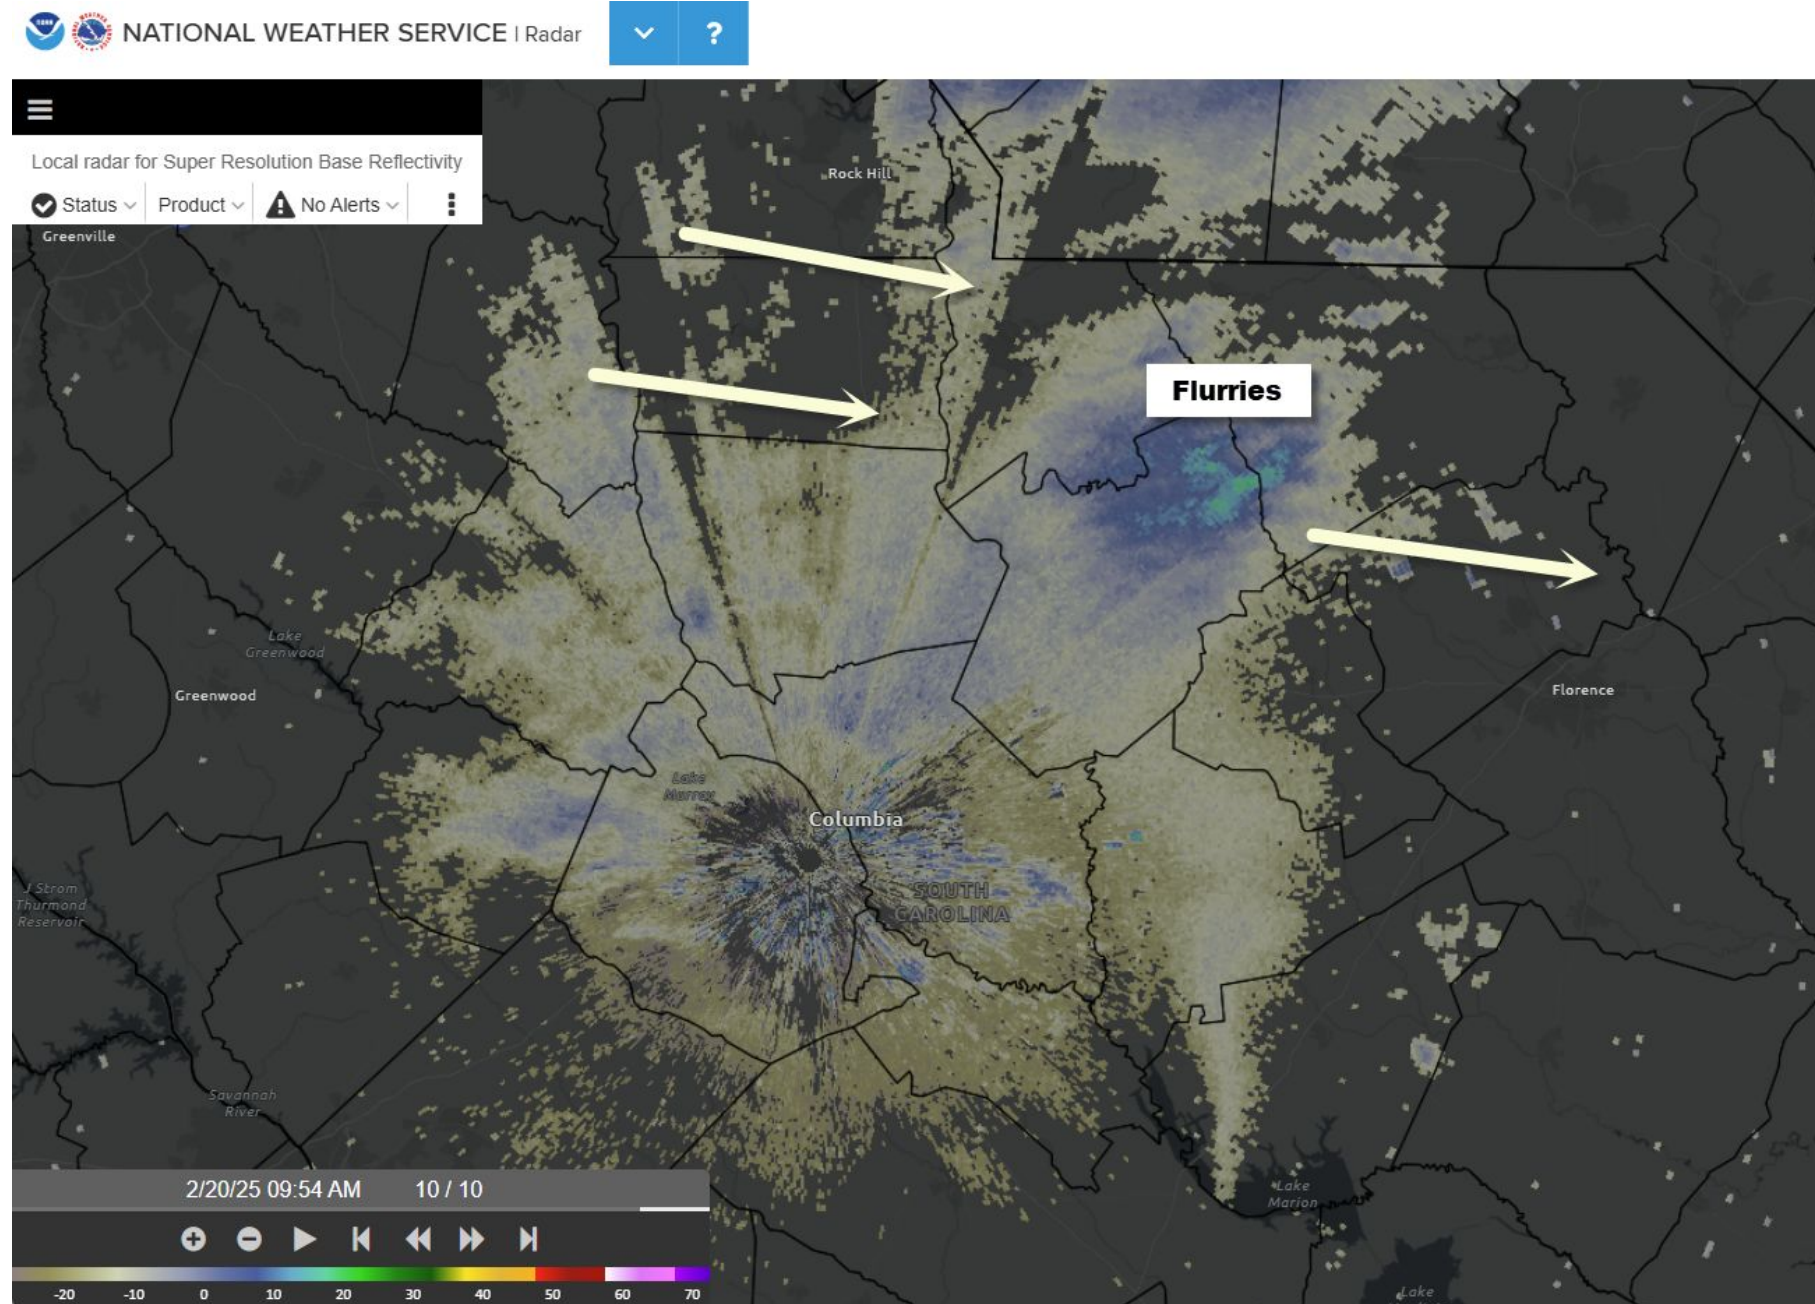 NATIONAL WEATHER SERVICE | Radar
?
Local radar for Super Resolution Base Reflectivity
Status
Product
No Alerts
Greenville
Rock Hill
Flurries
Lake
Greenwood
Greenwood
Florence
Lake
Murray
Columbia
SOUTH
CAROLINA
J Strom
Thurmond
Reservoir
Savannah
River
Lake
Marion
Lake
2/20/25 09:54 AM 10 / 10
-20 -10 0 10 20 30 40 50 60 70